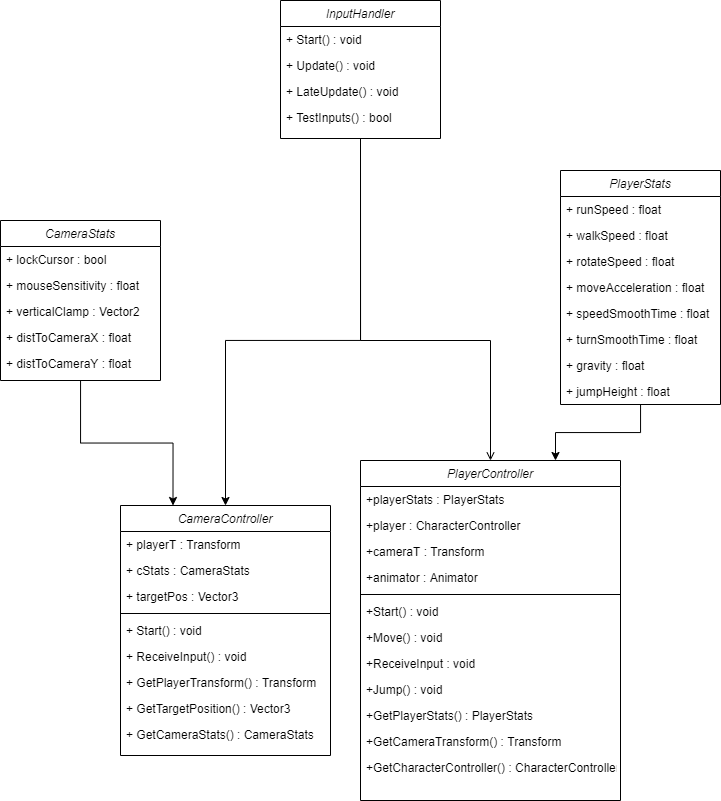 InputHandler
+ Start() : void
+ Update() : void
+ LateUpdate() : void
+ TestInputs() : bool
PlayerStats
+ runSpeed : float
+ walkSpeed : float
+ rotateSpeed : float
+ moveAcceleration : float
+ speedSmoothTime : float
+ turnSmoothTime : float
+ gravity : float
+ jumpHeight : float
CameraStats
+ lockCursor : bool
+ mouseSensitivity : float
+ verticalClamp : Vector2
+ distToCameraX : float
+ distToCameraY : float
CameraController
+ playerT : Transform
+ cStats : CameraStats
+ targetPos : Vector3
+ Start() : void
+ ReceiveInput() : void
+ GetPlayerTransform() : Transform
+ GetTargetPosition() : Vector3
+ GetCameraStats() : CameraStats
PlayerController
+playerStats : PlayerStats
+player : CharacterController
+cameraT : Transform
+animator : Animator
+Start() : void
+Move() : void
+ReceiveInput : void
+Jump() : void
+GetPlayerStats() : PlayerStats
+GetCameraTransform() : Transform
+GetCharacterController() : CharacterControlle